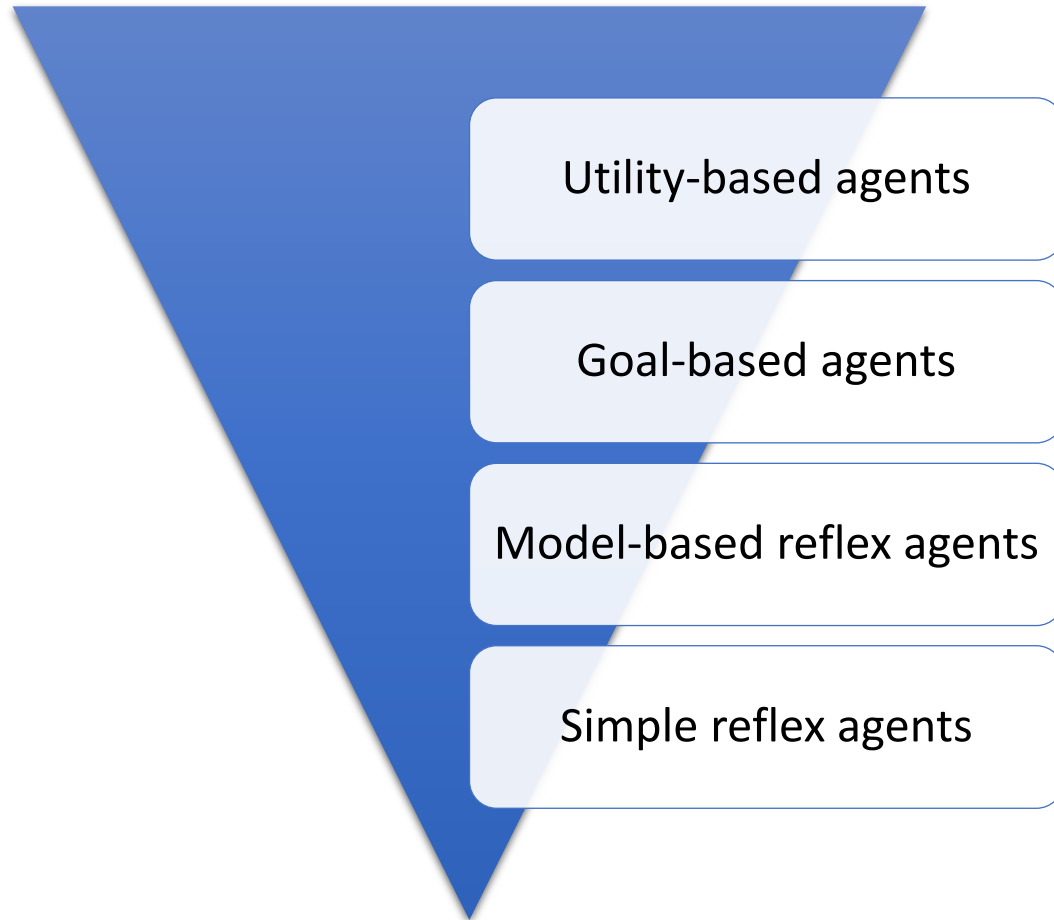 Utility-based agents
Goal-based agents
Model-based reflex agents
Simple reflex agents